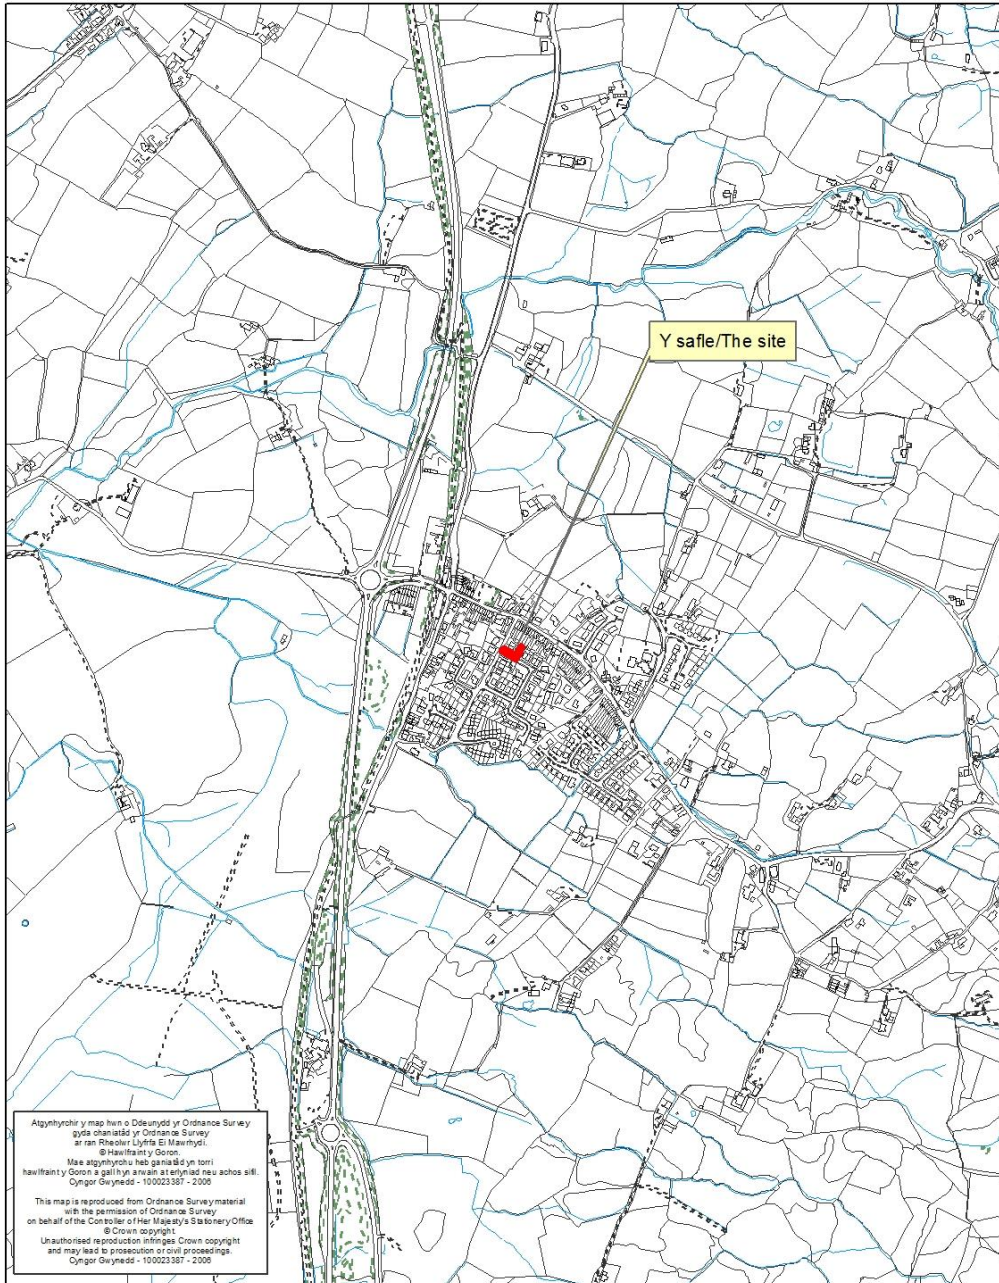 Y safle/The site
Atgynhyrchir y map hwn o Ddeunydd yr Ordnance Survey
gyda chaniatâd yr Ordnance Survey
ar ran Rheolwr Llyfrfa Ei Mawrhydi.
© Hawlfraint y Goron.
Mae atgynhyrchu heb ganiatâd yn torri
hawlfraint y Goron a gall hyn arwain at erlyniad neu achos sifil.
Cyngor Gwynedd - 100023387 - 2006
This map is reproduced from Ordnance Survey material
with the permission of Ordnance Survey
on behalf of the Controller of Her Majesty's Stationery Office
© Crown copyright.
Unauthorised reproduction infringes Crown copyright
and may lead to prosecution or civil proceedings.
Cyngor Gwynedd - 100023387 - 2006